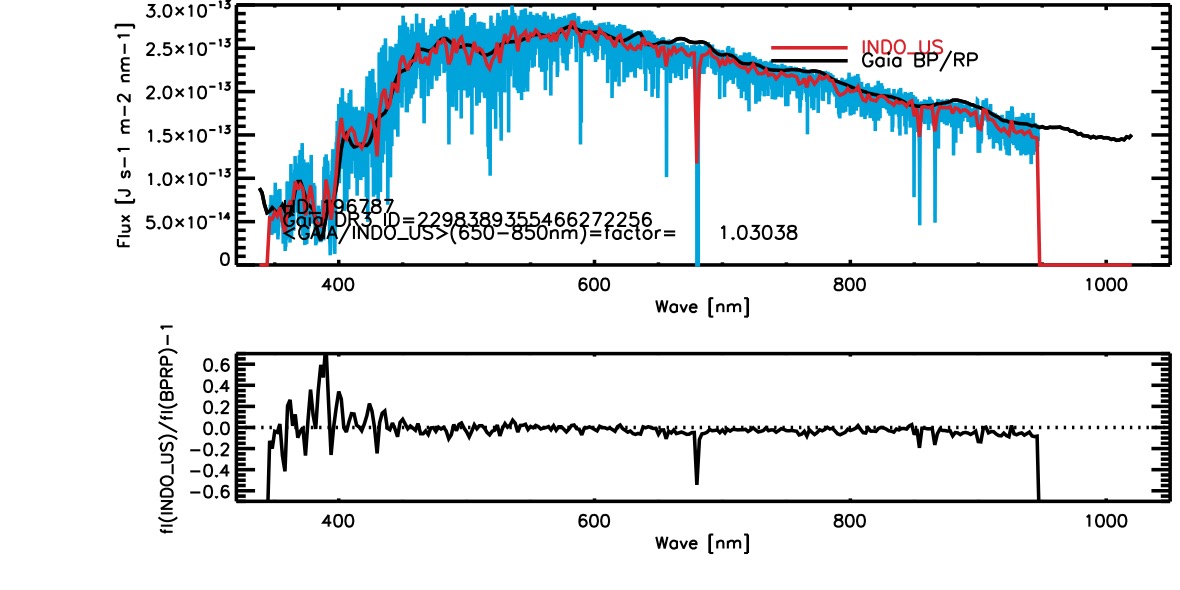 3.0×10⁻¹³
2.5×10⁻¹³
2.0×10⁻¹³
1.5×10⁻¹³
1.0×10⁻¹³
5.0×10⁻¹⁴
0
Flux [J s−1 m−2 nm−1]
INDO_US
Gaia BP/RP
HD_196787
Gaia DR3 ID=2298389355466272256
<GAIA/INDO_US>(650−850nm)=factor= 1.03038
400 600 800 1000
Wave [nm]
fl(INDO_US)/fl(BPRP)−1
0.6
0.4
0.2
0.0
−0.2
−0.4
−0.6
400 600 800 1000
Wave [nm]